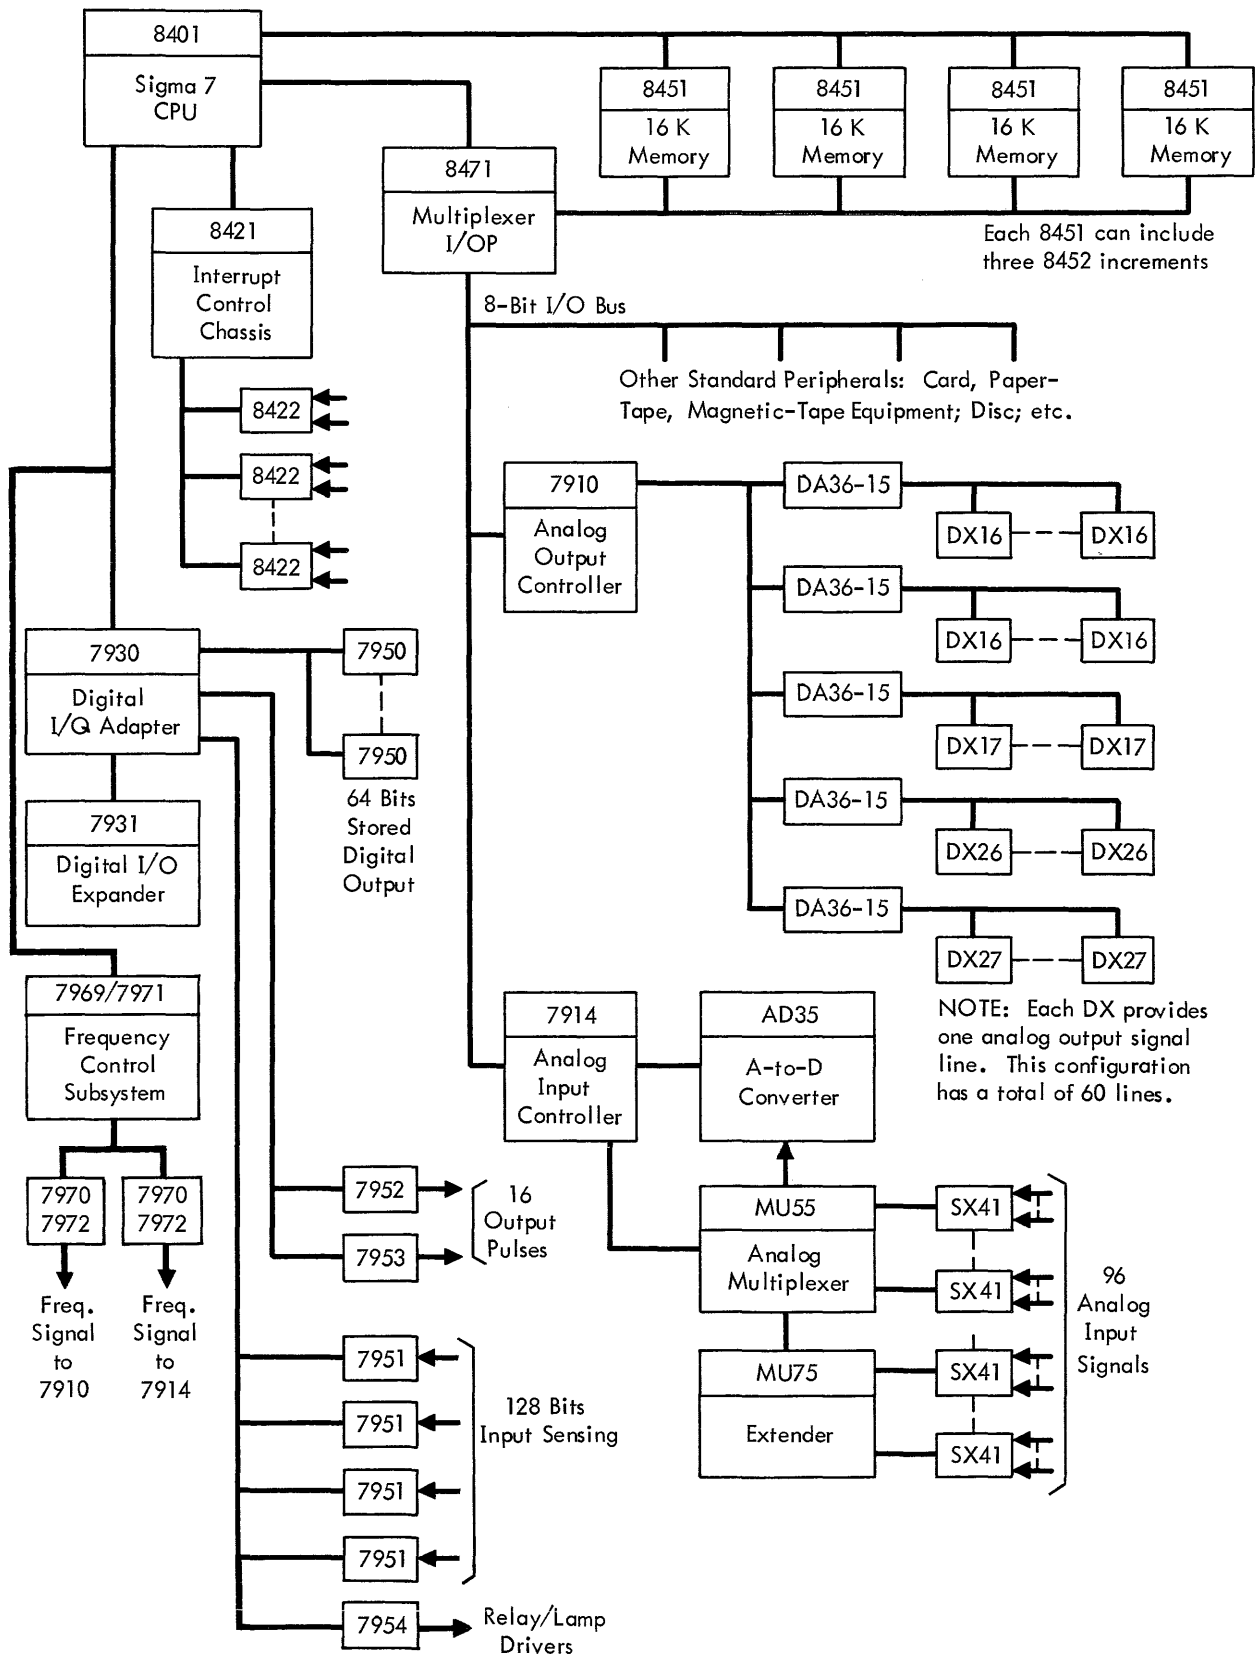 8401
Sigma 7
CPU
8451
16 K
Memory
8451
16 K
Memory
8451
16 K
Memory
8451
16 K
Memory
Each 8451 can include
three 8452 increments
8471
Multiplexer
I/OP
8421
Interrupt
Control
Chassis
8422
8422
8422
8-Bit I/O Bus
Other Standard Peripherals: Card, Paper-
Tape, Magnetic-Tape Equipment; Disc; etc.
7910
Analog
Output
Controller
DA36-15
DX16
DX16
DA36-15
DX16
DX16
DA36-15
DX17
DX17
DA36-15
DX26
DX26
DA36-15
DX27
DX27
NOTE: Each DX provides
one analog output signal
line. This configuration
has a total of 60 lines.
7930
Digital
I/Q Adapter
7950
7950
64 Bits
Stored
Digital
Output
7931
Digital I/O
Expander
7969/7971
Frequency
Control
Subsystem
7970
7972
7970
7972
Freq.
Signal
to
7910
Freq.
Signal
to
7914
7914
Analog
Input
Controller
AD35
A-to-D
Converter
MU55
Analog
Multiplexer
MU75
Extender
SX41
SX41
SX41
SX41
96
Analog
Input
Signals
7952
7953
16
Output
Pulses
7951
7951
7951
7951
128 Bits
Input Sensing
7954
Relay/Lamp
Drivers